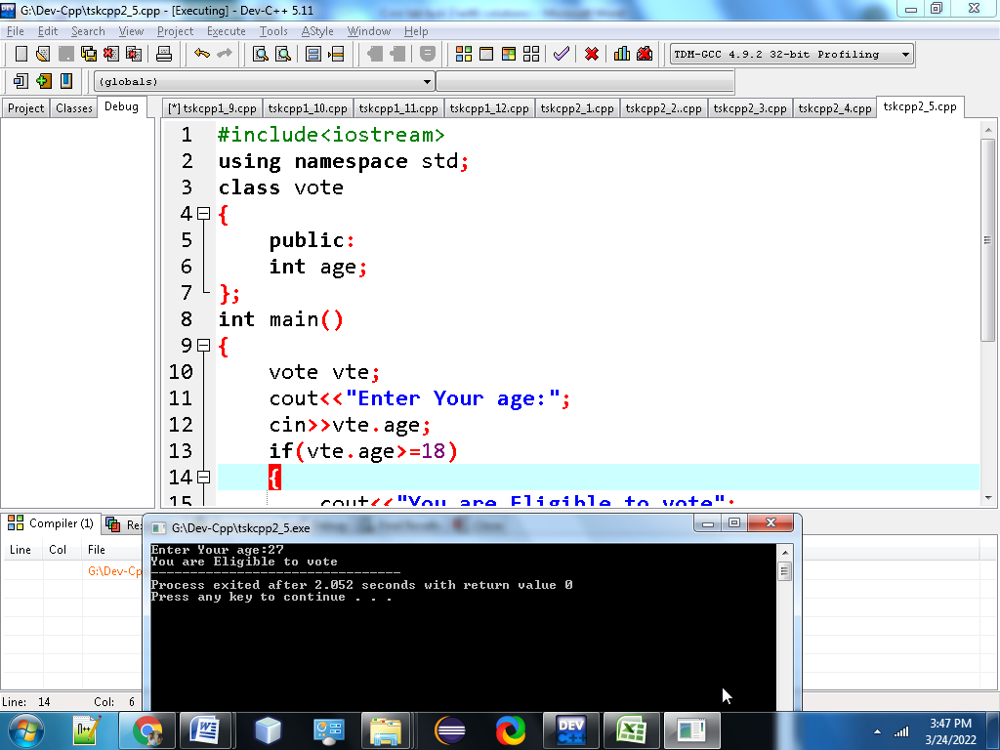 G:\Dev-Cpp\tskcpp2_5.cpp - [Executing] - Dev-C++ 5.11
File Edit Search View Project Execute Tools AStyle Window Help
TDM-GCC 4.9.2 32-bit Profiling
(globals)
Project Classes Debug
[*] tskcpp1_9.cpp tskcpp1_10.cpp tskcpp1_11.cpp tskcpp1_12.cpp tskcpp2_1.cpp tskcpp2_2..cpp tskcpp2_3.cpp tskcpp2_4.cpp tskcpp2_5.cpp
1 #include<iostream>
2 using namespace std;
3 class vote
4 {
5 public:
6 int age;
7 };
8 int main()
9 {
10 vote vte;
11 cout<<"Enter Your age:";
12 cin>>vte.age;
13 if(vte.age>=18)
14 {
15 cout<<"You are Eligible to vote";
Compiler (1) Re
Line Col File
G:\Dev-Cp
G:\Dev-Cpp\tskcpp2_5.exe
Enter Your age:27
You are Eligible to vote
--------------------------------
Process exited after 2.052 seconds with return value 0
Press any key to continue . . .
Line: 14 Col: 6
n++
W
DEV
C++
X
3:47 PM
3/24/2022